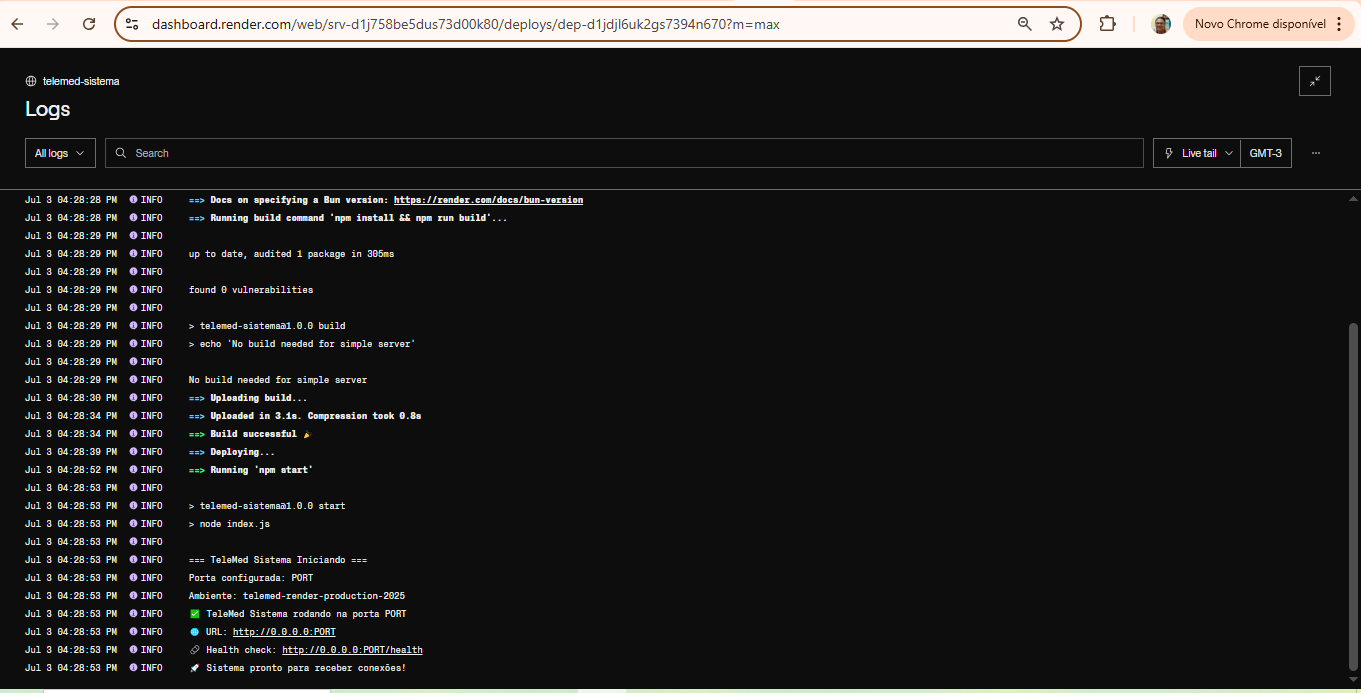 dashboard.render.com/web/srv-d1j758be5dus73d00k80/deploys/dep-d1jdjl6uk2gs7394n670?m=max
Novo Chrome disponível
telemed-sistema
Logs
All logs
Search
Live tail
GMT-3
Jul 3 04:28:28 PM INFO ==> Docs on specifying a Bun version: https://render.com/docs/bun-version
Jul 3 04:28:28 PM INFO ==> Running build command 'npm install && npm run build'...
Jul 3 04:28:29 PM INFO
Jul 3 04:28:29 PM INFO up to date, audited 1 package in 305ms
Jul 3 04:28:29 PM INFO
Jul 3 04:28:29 PM INFO found 0 vulnerabilities
Jul 3 04:28:29 PM INFO
Jul 3 04:28:29 PM INFO > telemed-sistema@1.0.0 build
Jul 3 04:28:29 PM INFO > echo 'No build needed for simple server'
Jul 3 04:28:29 PM INFO
Jul 3 04:28:29 PM INFO No build needed for simple server
Jul 3 04:28:30 PM INFO ==> Uploading build...
Jul 3 04:28:34 PM INFO ==> Uploaded in 3.1s. Compression took 0.8s
Jul 3 04:28:34 PM INFO ==> Build successful 🎉
Jul 3 04:28:39 PM INFO ==> Deploying...
Jul 3 04:28:52 PM INFO ==> Running 'npm start'
Jul 3 04:28:53 PM INFO
Jul 3 04:28:53 PM INFO > telemed-sistema@1.0.0 start
Jul 3 04:28:53 PM INFO > node index.js
Jul 3 04:28:53 PM INFO
Jul 3 04:28:53 PM INFO === TeleMed Sistema Iniciando ===
Jul 3 04:28:53 PM INFO Porta configurada: PORT
Jul 3 04:28:53 PM INFO Ambiente: telemed-render-production-2025
Jul 3 04:28:53 PM INFO ✅ TeleMed Sistema rodando na porta PORT
Jul 3 04:28:53 PM INFO 🌐 URL: http://0.0.0.0:PORT
Jul 3 04:28:53 PM INFO 🔗 Health check: http://0.0.0.0:PORT/health
Jul 3 04:28:53 PM INFO 🚀 Sistema pronto para receber conexões!